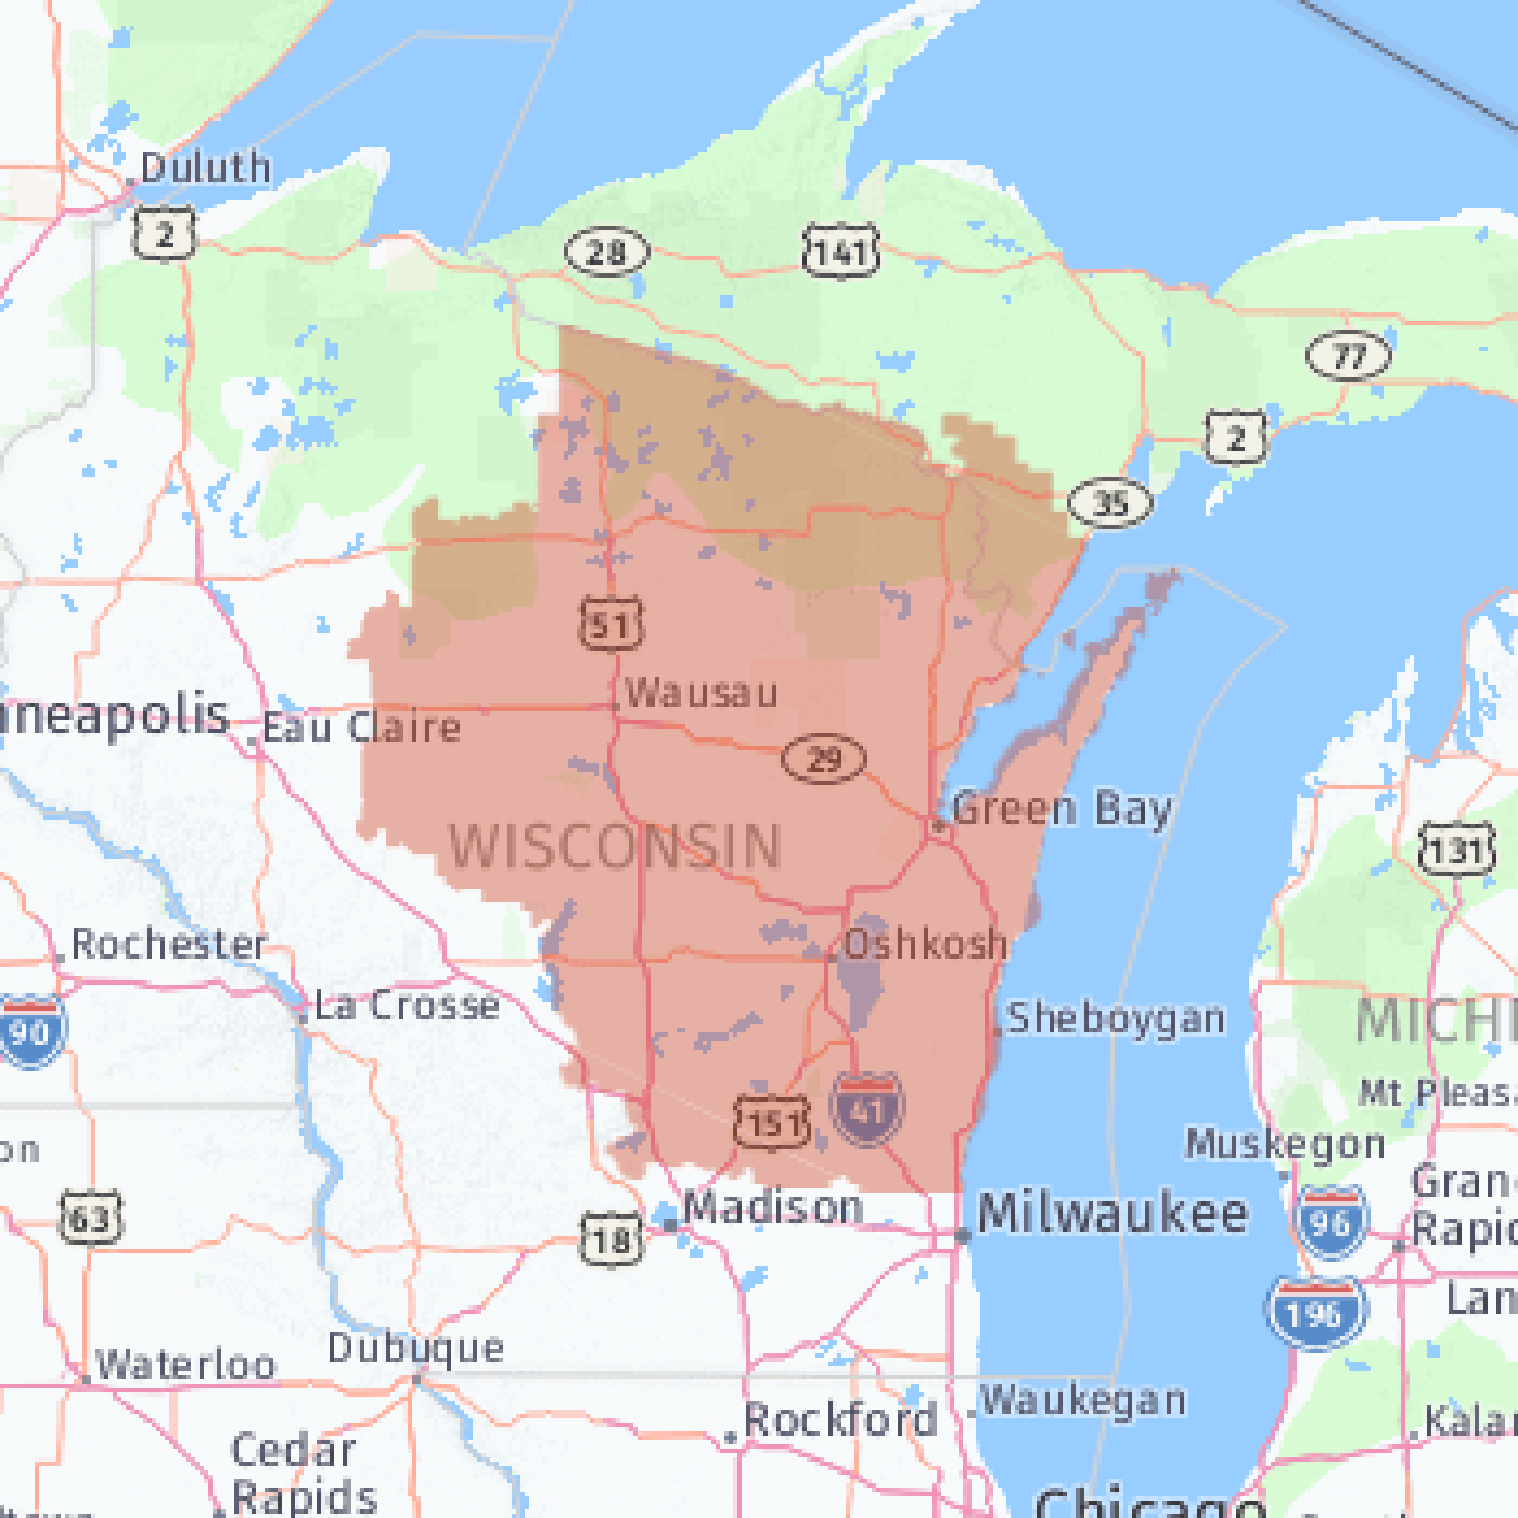 Duluth
2
28
141
77
2
35
51
Wausau
ineapolis
Eau Claire
29
Green Bay
WISCONSIN
131
Rochester
Oshkosh
La Crosse
90
Sheboygan
MICHI
Mt Pleas
41
151
on
Muskegon
63
Madison
Milwaukee
Gran
96
Rapid
18
196
Lan
Dubuque
Waterloo
Waukegan
Rockford
Kalar
Cedar
Rapids
Chicago